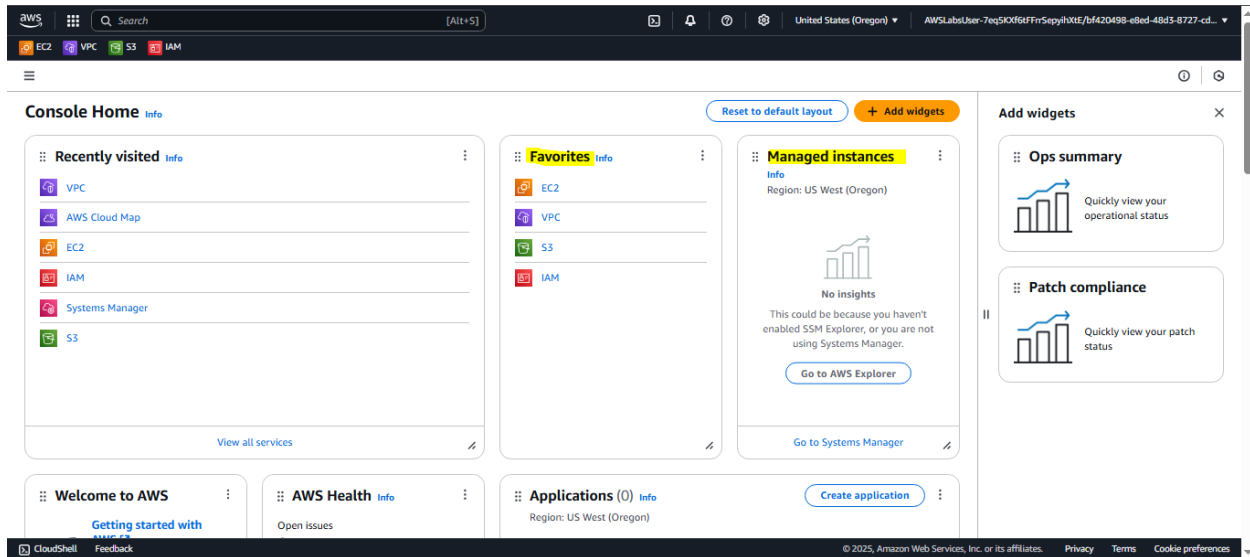 aws
Search [Alt+S]
United States (Oregon) ▼
AWSLabsUser-7eq5KXf6tFFrrSepyihXtE/bf420498-e8ed-48d3-8727-cd... ▼
EC2 VPC S3 IAM
Console Home Info
Reset to default layout
+ Add widgets
Recently visited Info
VPC
AWS Cloud Map
EC2
IAM
Systems Manager
S3
View all services
Favorites Info
EC2
VPC
S3
IAM
Managed instances
Info
Region: US West (Oregon)
No insights
This could be because you haven't
enabled SSM Explorer, or you are not
using Systems Manager.
Go to AWS Explorer
Go to Systems Manager
Add widgets
Ops summary
Quickly view your
operational status
Patch compliance
Quickly view your patch
status
Welcome to AWS
Getting started with
AWS S3
AWS Health Info
Open issues
Applications (0) Info
Create application
Region: US West (Oregon)
CloudShell Feedback
© 2025, Amazon Web Services, Inc. or its affiliates. Privacy Terms Cookie preferences